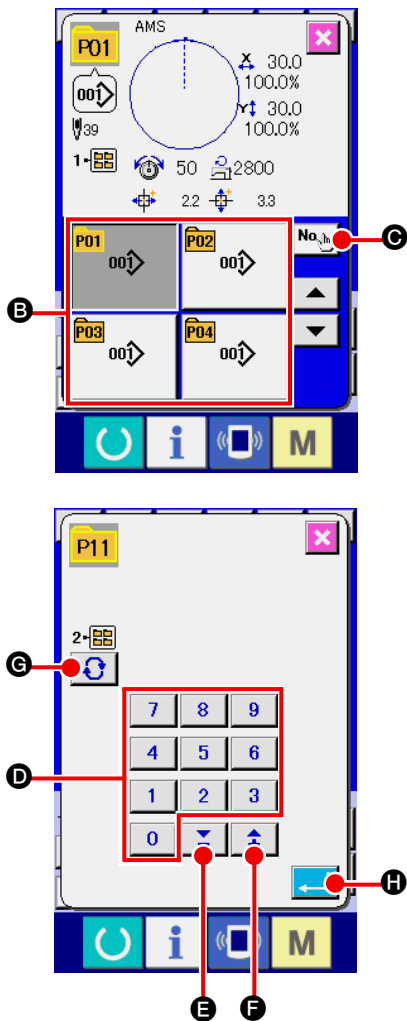 AMS
P01
X 30.0
100.0%
001
Y 30.0
100.0%
39
1-
50 2800
2.2 3.3
P01 P02 No.
001 001
C
B
P03 P04
001 001
i M
P11
2-
G
7 8 9
4 5 6
D
1 2 3
0
H
i M
E F